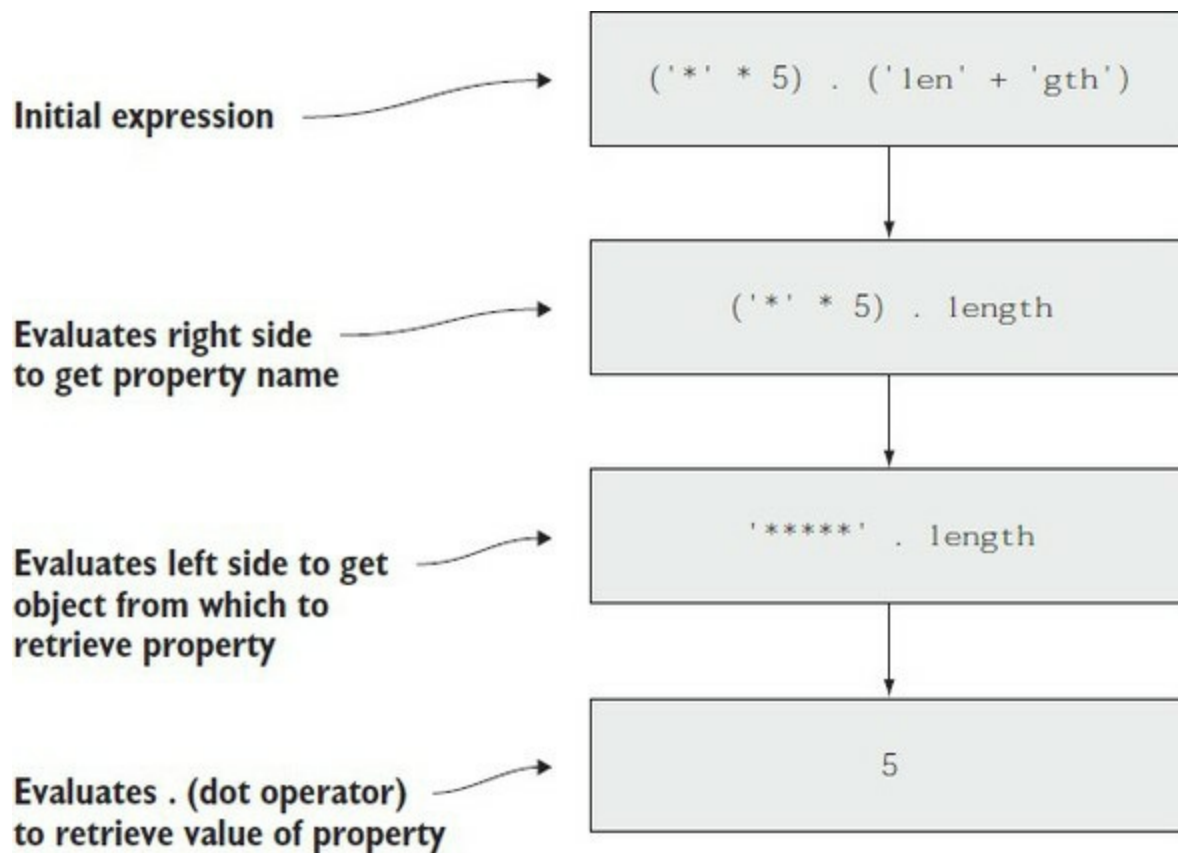 ('*' * 5) . ('len' + 'gth')
Initial expression
('*' * 5) . length
Evaluates right side
to get property name
'*****' . length
Evaluates left side to get
object from which to
retrieve property
5
Evaluates . (dot operator)
to retrieve value of property